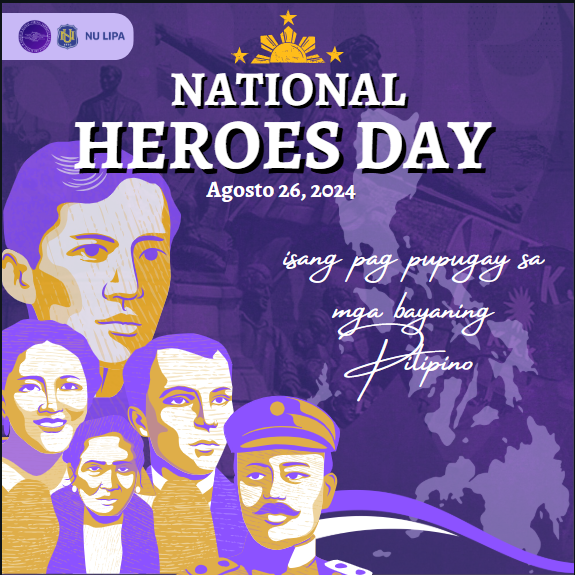 NU LIPA
NATIONAL
HEROES DAY
Agosto 26, 2024
isang pag pupugay sa
mga bayaning
Pilipino